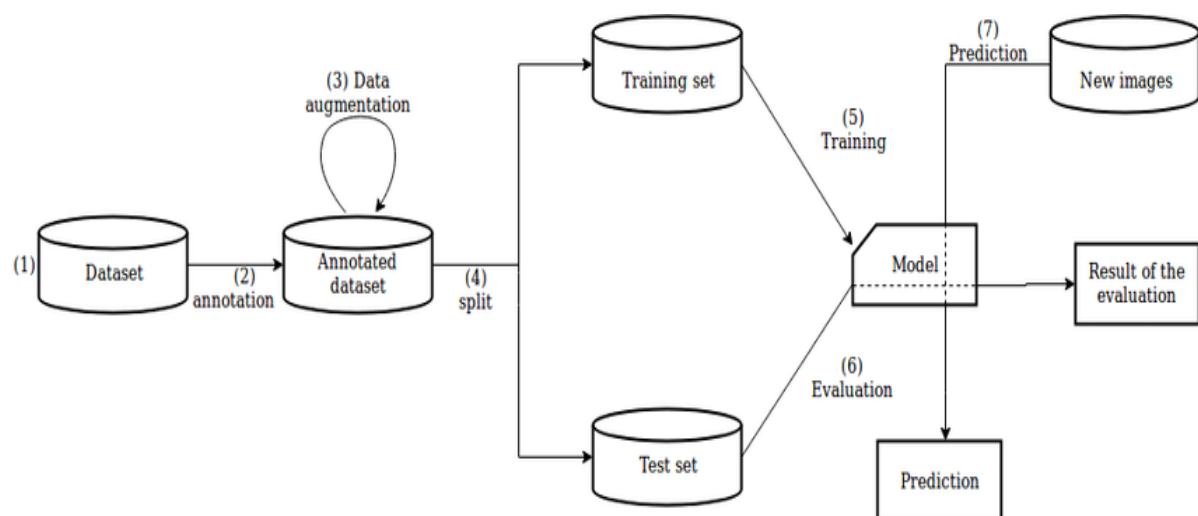 (1)
Dataset
(2)
annotation
(3) Data
augmentation
Annotated
dataset
(4)
split
Training set
Test set
(5)
Training
(6)
Evaluation
Model
(7)
Prediction
New images
Result of the
evaluation
Prediction